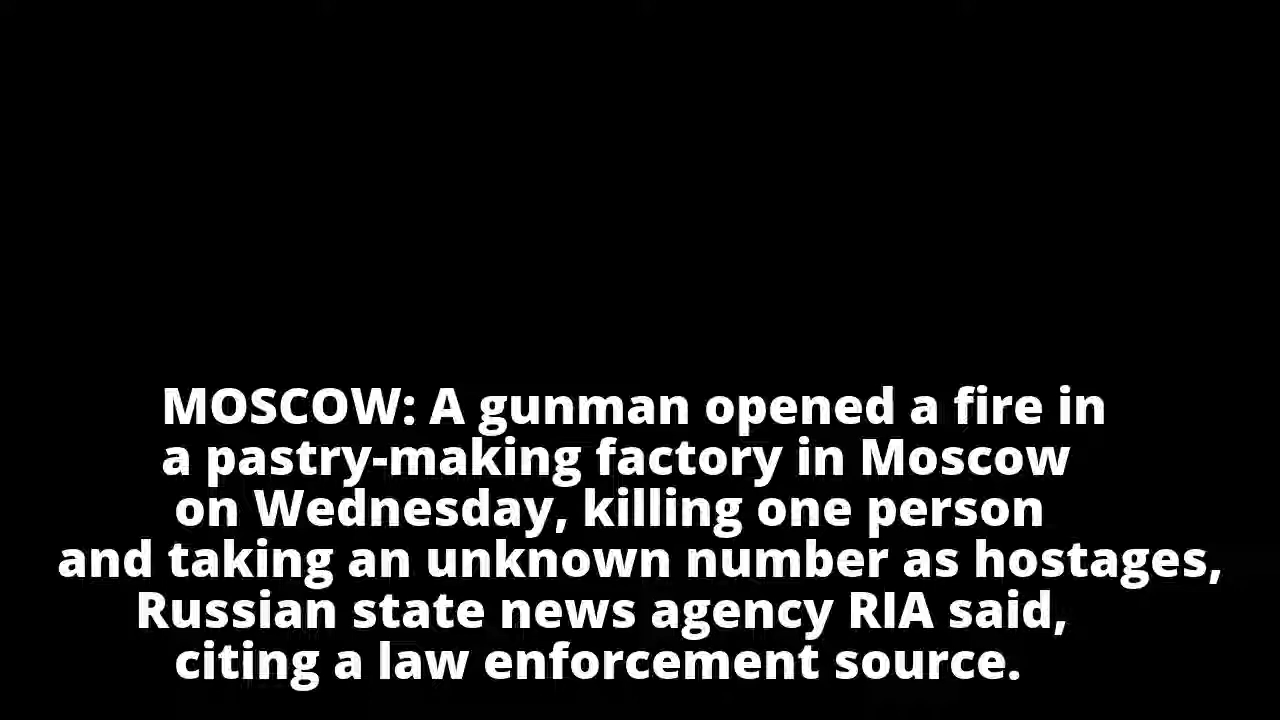 MOSCOW: A gunman opened a fire in
a pastry-making factory in Moscow
on Wednesday, killing one person
and taking an unknown number as hostages,
Russian state news agency RIA said,
citing a law enforcement source.